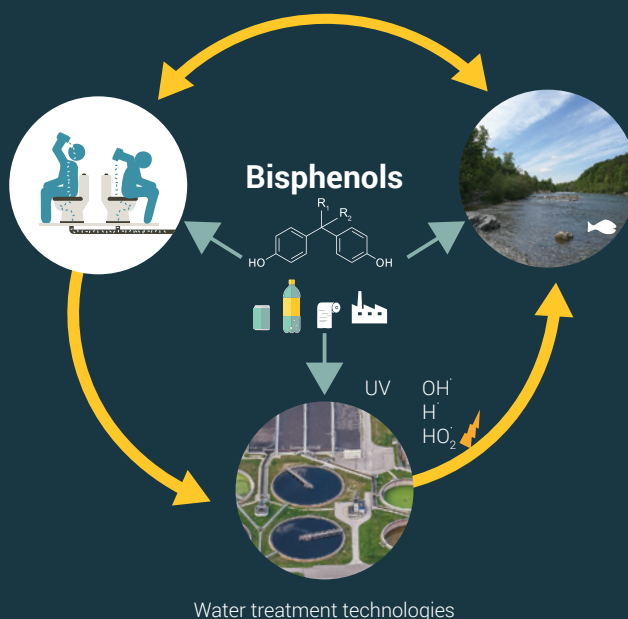 Bisphenols
R1
R2
HO
OH
UV
OH˙
H˙
HO2˙
Water treatment technologies